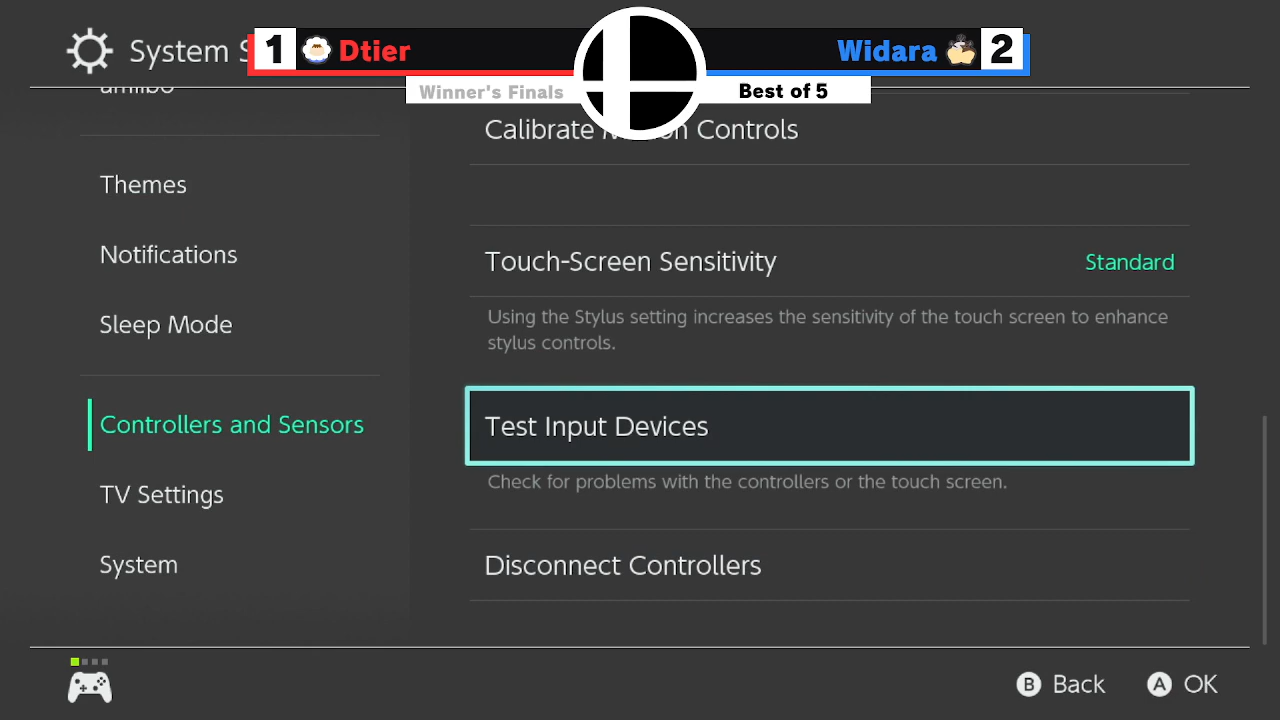 System S
1 Dtier
Widara 2
Winner's Finals
Best of 5
amiibo
Themes
Notifications
Sleep Mode
Controllers and Sensors
TV Settings
System
Calibrate M n Controls
Touch-Screen Sensitivity Standard
Using the Stylus setting increases the sensitivity of the touch screen to enhance
stylus controls.
Test Input Devices
Check for problems with the controllers or the touch screen.
Disconnect Controllers
B Back A OK